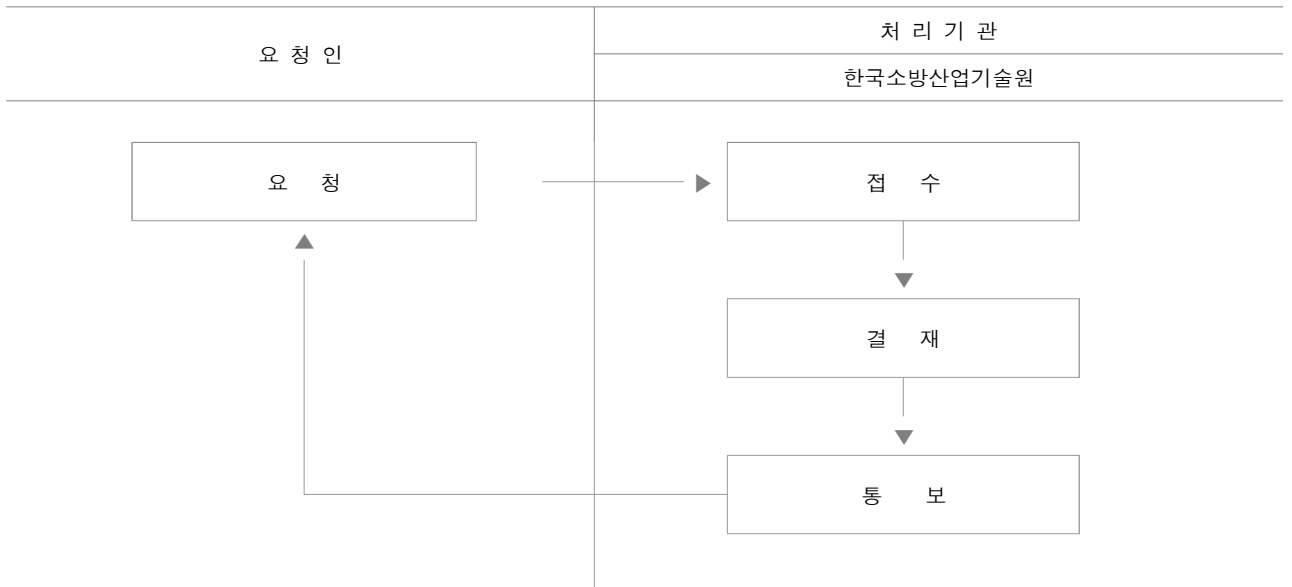 요 청 인
처 리 기 관
한국소방산업기술원
요 청
접 수
결 재
통 보